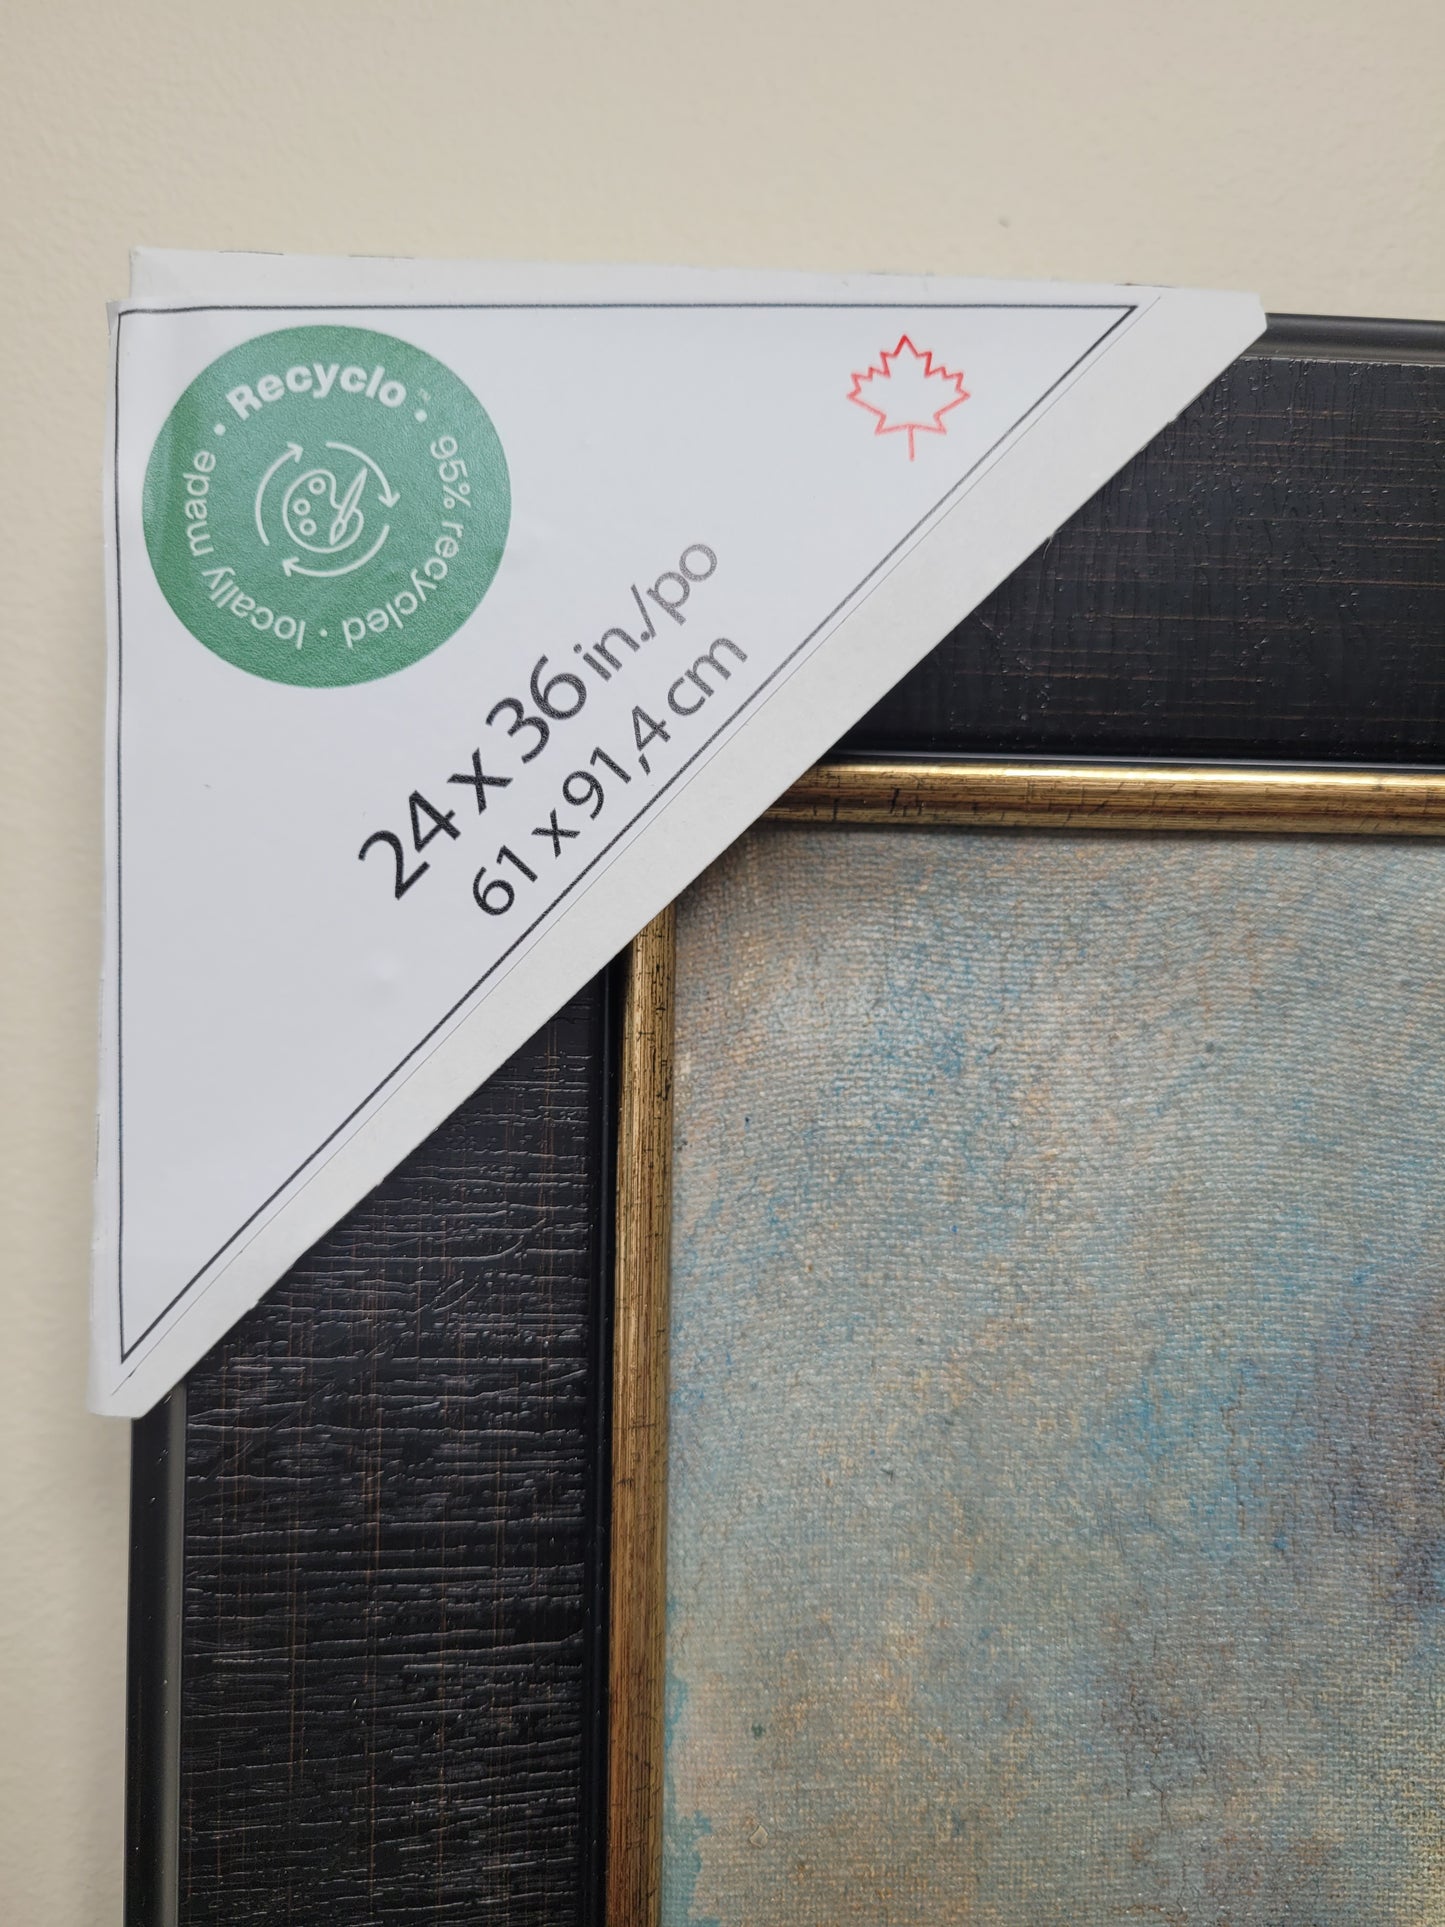 Recyclo · 95% recycled · locally made ·
24 x 36 in./po
61 x 91,4 cm